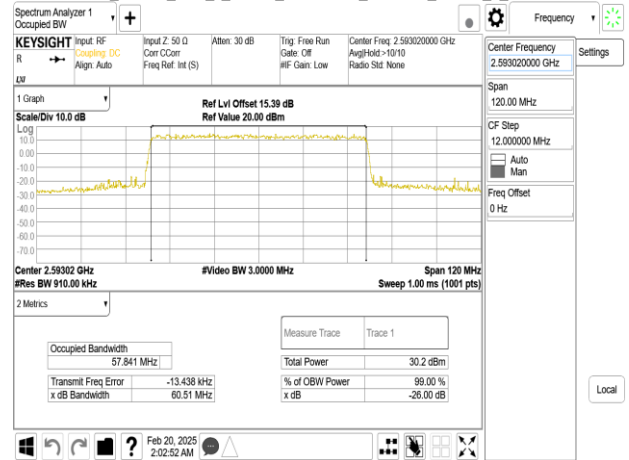 Spectrum Analyzer 1
Occupied BW
Frequency
KEYSIGHT
R
LXI
Input: RF
Coupling: DC
Align: Auto
Input Z: 50 Ω
Corr CCorr
Freq Ref: Int (S)
Atten: 30 dB
Trig: Free Run
Gate: Off
#IF Gain: Low
Center Freq: 2.593020000 GHz
Avg|Hold:>10/10
Radio Std: None
Center Frequency
2.593020000 GHz
Settings
Span
120.00 MHz
CF Step
12.000000 MHz
Auto
Man
Freq Offset
0 Hz
Local
1 Graph
Ref Lvl Offset 15.39 dB
Scale/Div 10.0 dB
Ref Value 20.00 dBm
Log
10.0
0.00
-10.0
-20.0
-30.0
-40.0
-50.0
-60.0
-70.0
Center 2.59302 GHz
#Video BW 3.0000 MHz
Span 120 MHz
#Res BW 910.00 kHz
Sweep 1.00 ms (1001 pts)
2 Metrics
Measure Trace
Trace 1
Occupied Bandwidth
57.841 MHz
Total Power
30.2 dBm
Transmit Freq Error
-13.438 kHz
% of OBW Power
99.00 %
x dB Bandwidth
60.51 MHz
x dB
-26.00 dB
?
Feb 20, 2025
2:02:52 AM